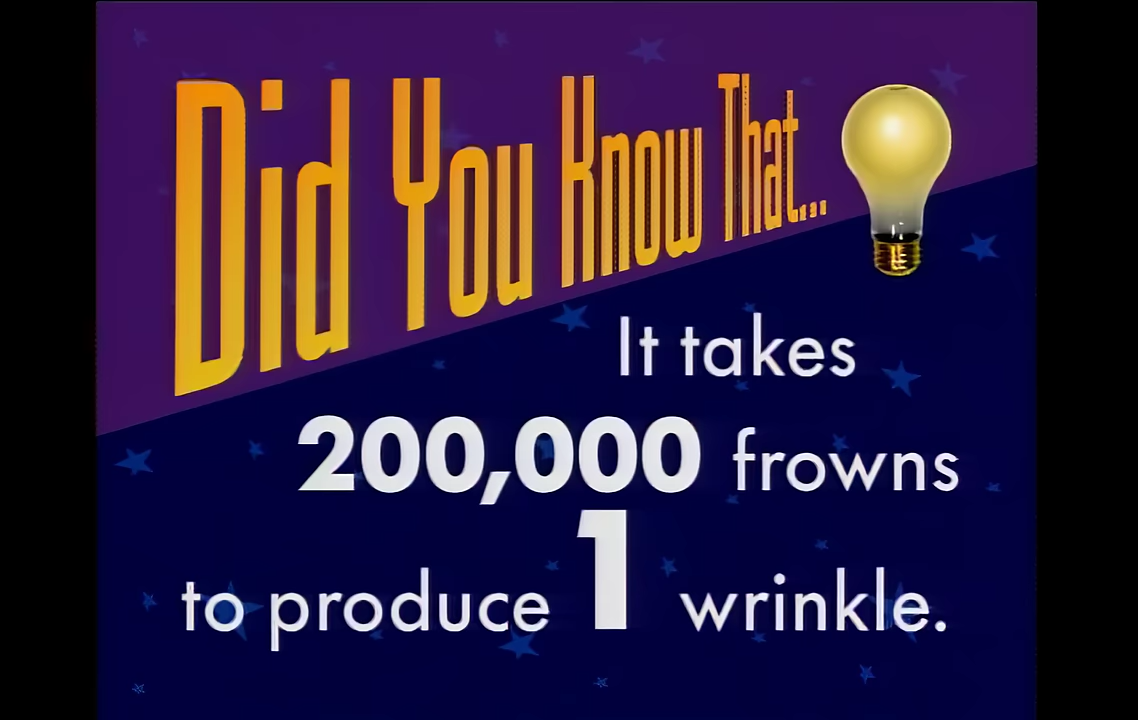 Did You Know That...
It takes
200,000 frowns
to produce 1 wrinkle.